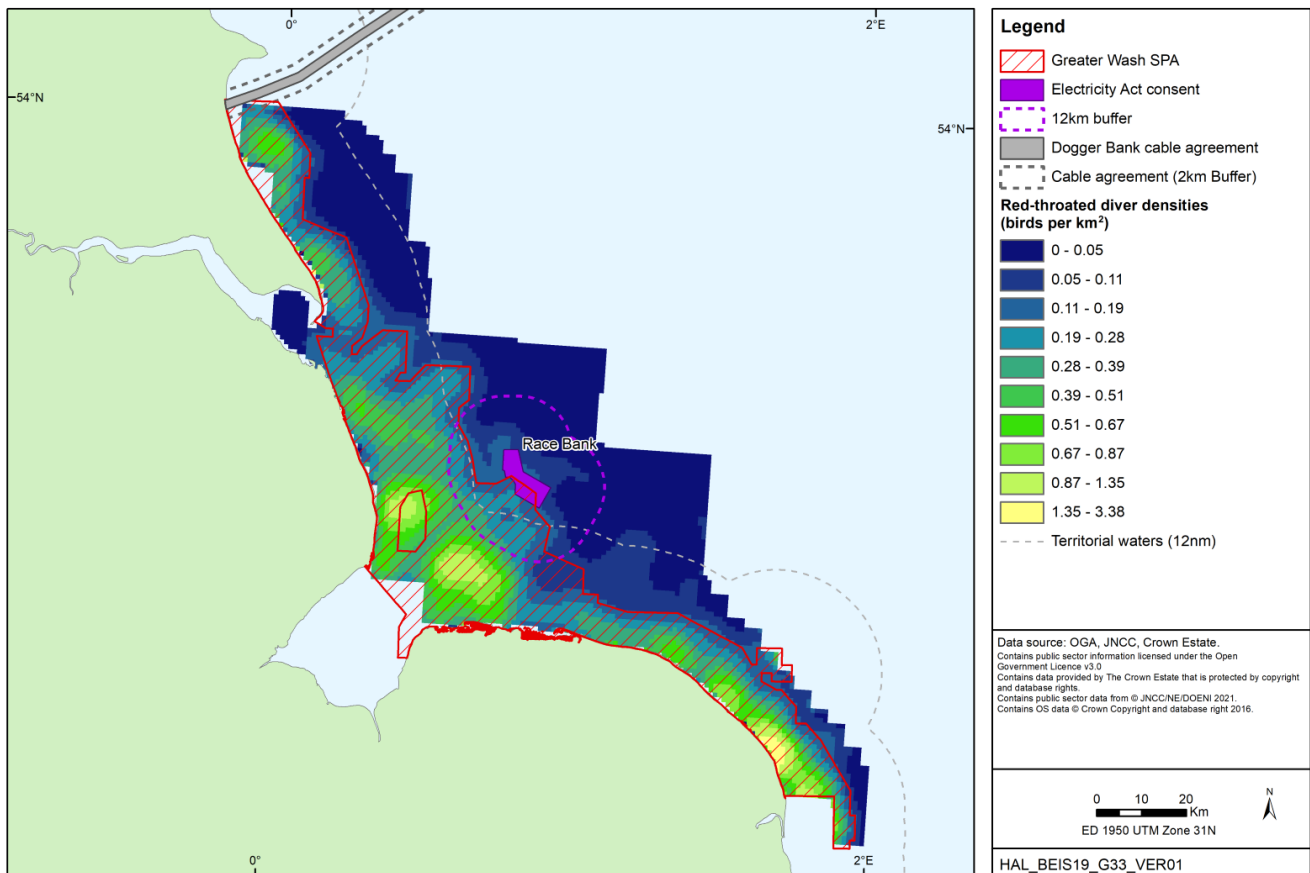 0°
2°E
54°N
54°N
Race Bank
0°
2°E
Legend
Greater Wash SPA
Electricity Act consent
12km buffer
Dogger Bank cable agreement
Cable agreement (2km Buffer)
Red-throated diver densities
(birds per km²)
0 - 0.05
0.05 - 0.11
0.11 - 0.19
0.19 - 0.28
0.28 - 0.39
0.39 - 0.51
0.51 - 0.67
0.67 - 0.87
0.87 - 1.35
1.35 - 3.38
Territorial waters (12nm)
Data source: OGA, JNCC, Crown Estate.
Contains public sector information licensed under the Open
Government Licence v3.0
Contains data provided by The Crown Estate that is protected by copyright
and database rights.
Contains public sector data from © JNCC/NE/DOENI 2021.
Contains OS data © Crown Copyright and database right 2016.
0 10 20
Km
N
ED 1950 UTM Zone 31N
HAL_BEIS19_G33_VER01